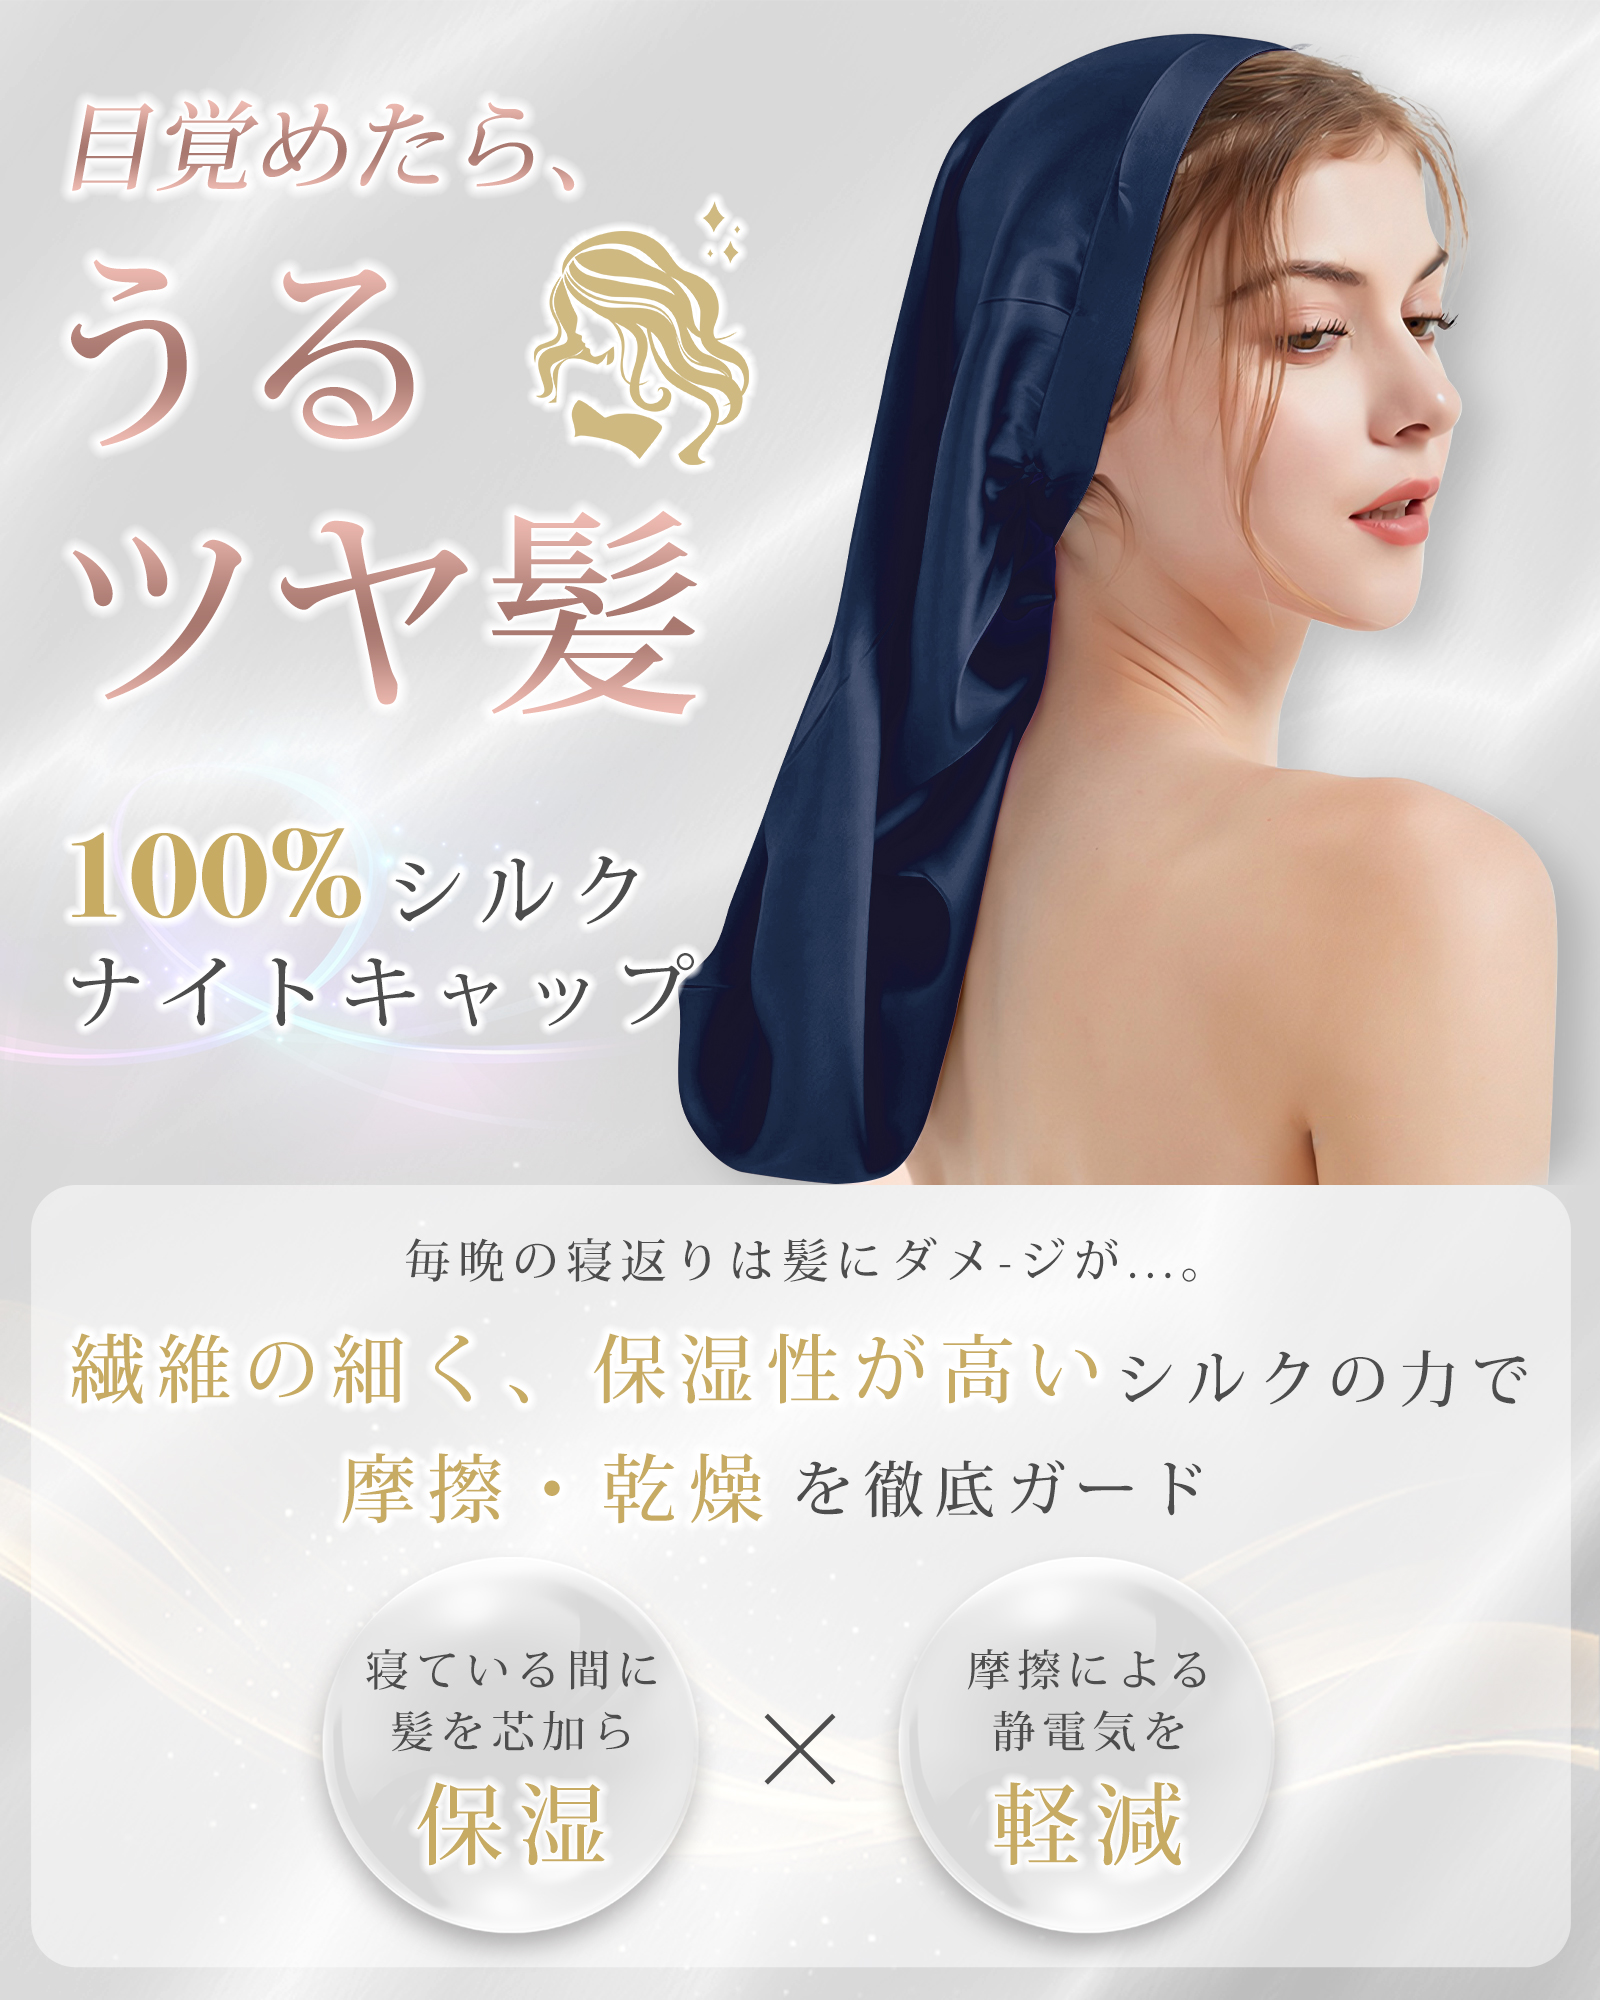 目覚めたら、
うる
ツヤ髪
100%シルク
ナイトキャップ
毎晩の寝返りは髪にダメ-ジが…。
繊維の細く、保湿性が高いシルクの力で
摩擦・乾燥を徹底ガード
寝ている間に
髪を芯加ら
保湿
×
摩擦による
静電気を
軽減